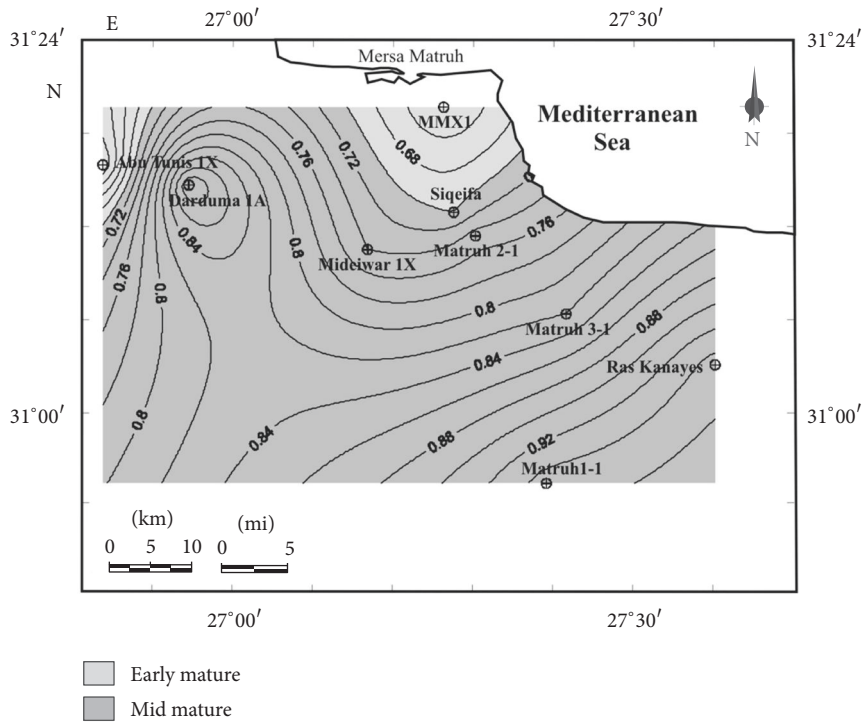 E
27°00′ 27°30′
31°24′ 31°24′
N
Mersa Matruh
Mediterranean
Sea
N
MMX1
0.68
0.72
0.76
Abu Tunis 1X
Darduma 1A
Siqeifa
0.84
0.72
0.76
0.8
0.8
Mideiwar 1X
Matruh 2-1
0.76
0.8
Matruh 3-1
0.88
0.84
Ras Kanayes
31°00′ 31°00′
0.8
0.84
0.88
0.92
Matruh1-1
(km) (mi)
0 5 10 0 5
27°00′ 27°30′
Early mature
Mid mature